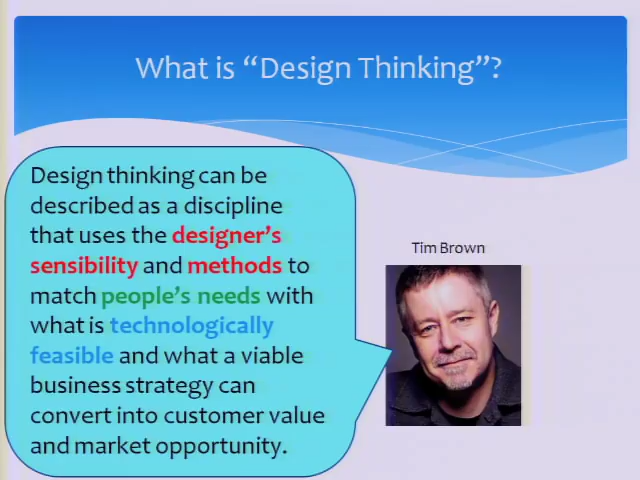 What is “Design Thinking”?
Design thinking can be
described as a discipline
that uses the designer’s
sensibility and methods to
match people’s needs with
what is technologically
feasible and what a viable
business strategy can
convert into customer value
and market opportunity.
Tim Brown